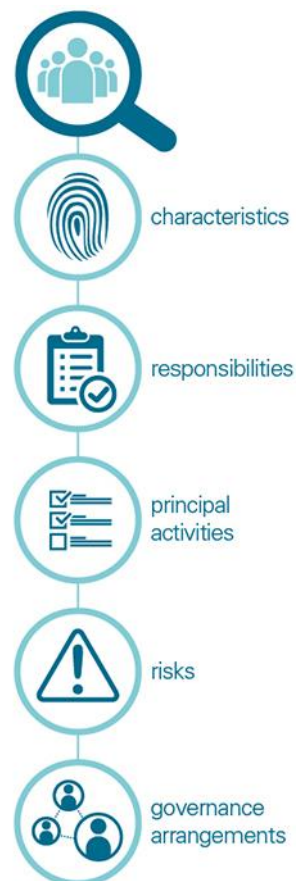 characteristics
responsibilities
principal
activities
risks
governance
arrangements